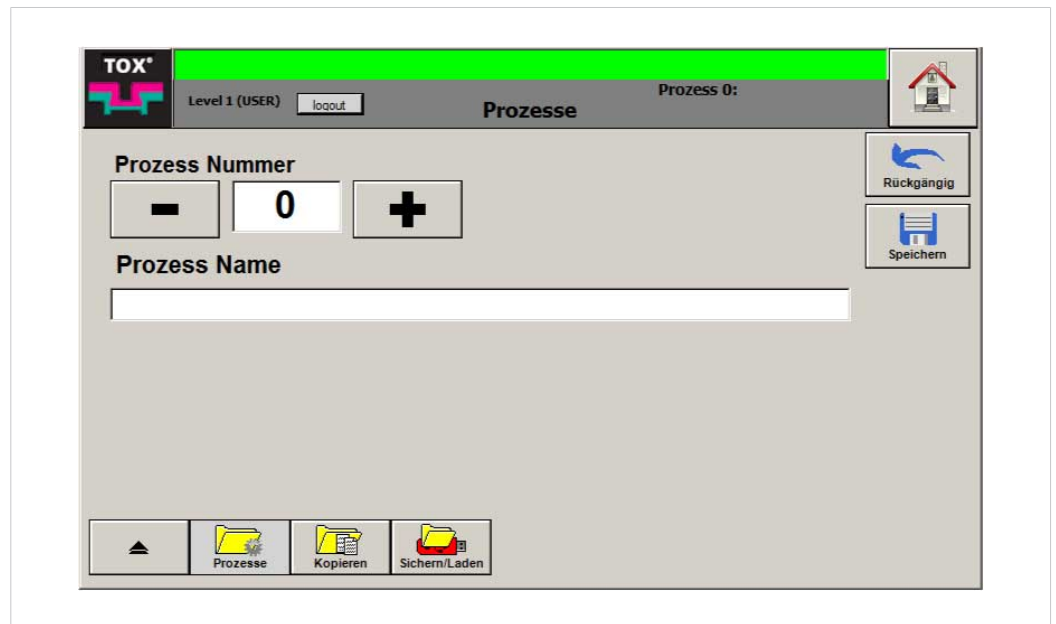 TOX®
Level 1 (USER)
logout
Prozesse
Prozess 0:
Rückgängig
Speichern
Prozess Nummer
0
Prozess Name
Prozesse
Kopieren
Sichern/Laden